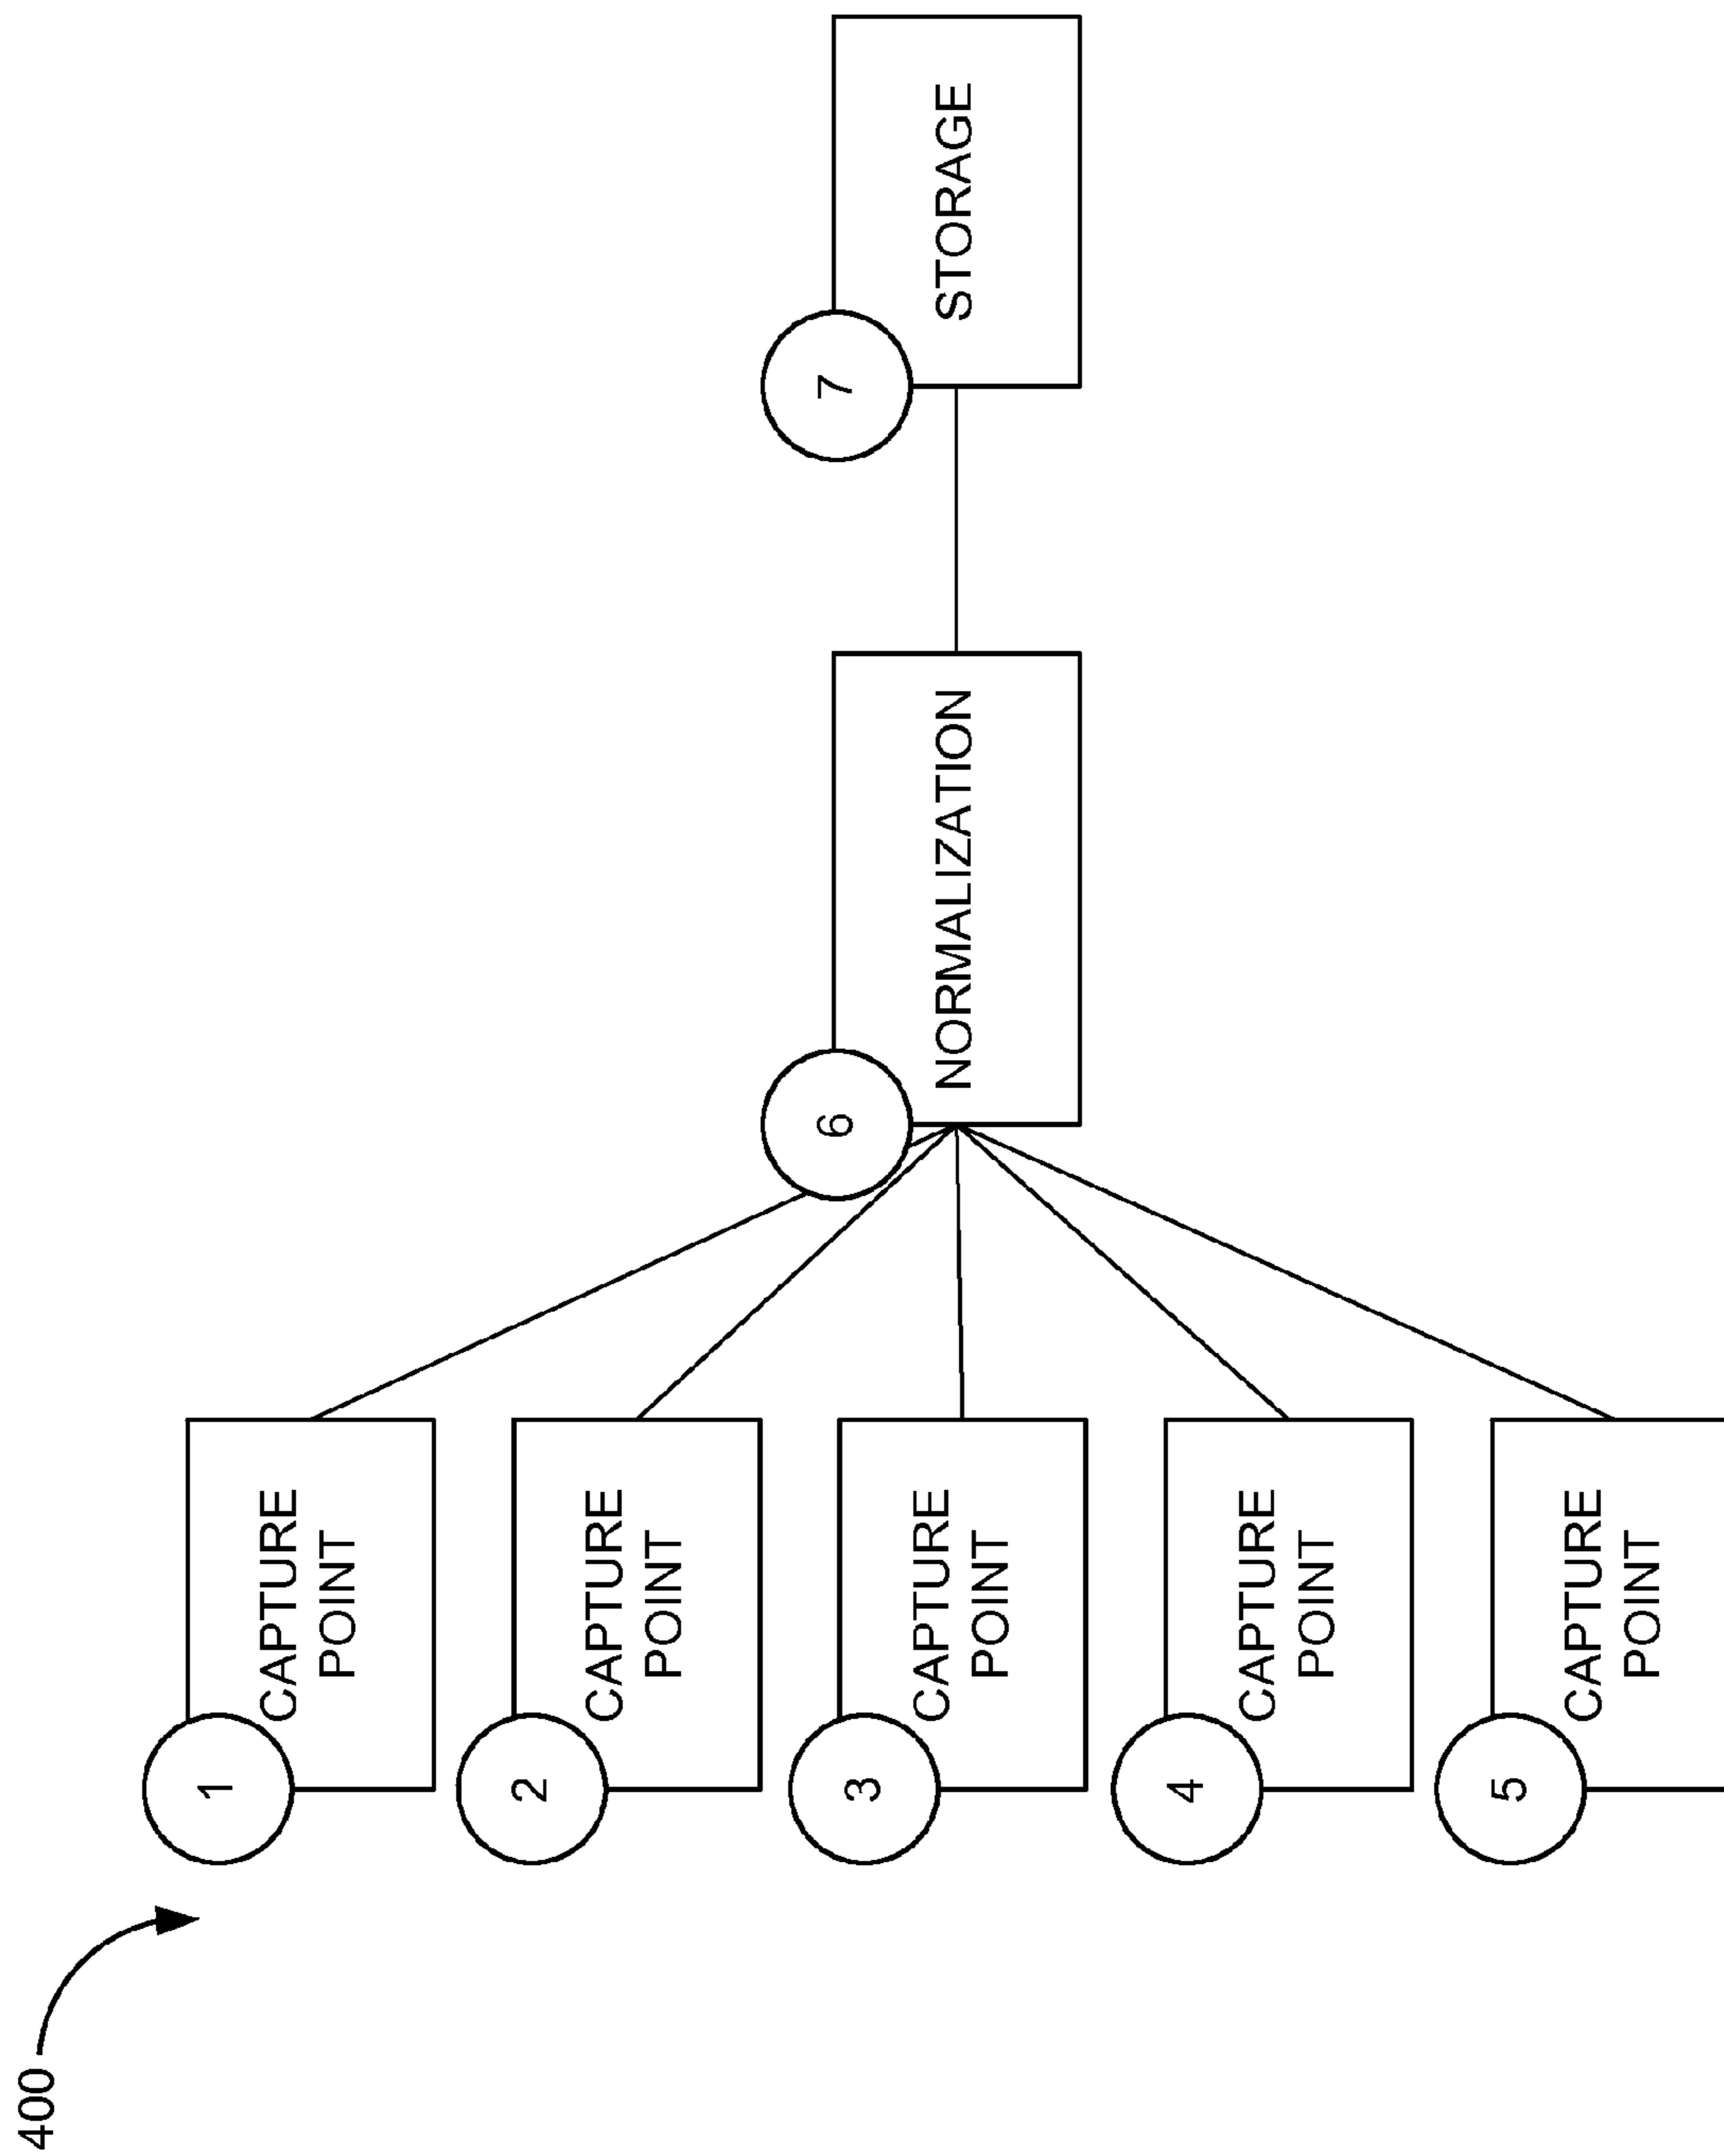 400
1
CAPTURE
POINT
2
CAPTURE
POINT
3
CAPTURE
POINT
4
CAPTURE
POINT
5
CAPTURE
POINT
6
NORMALIZATION
7
STORAGE